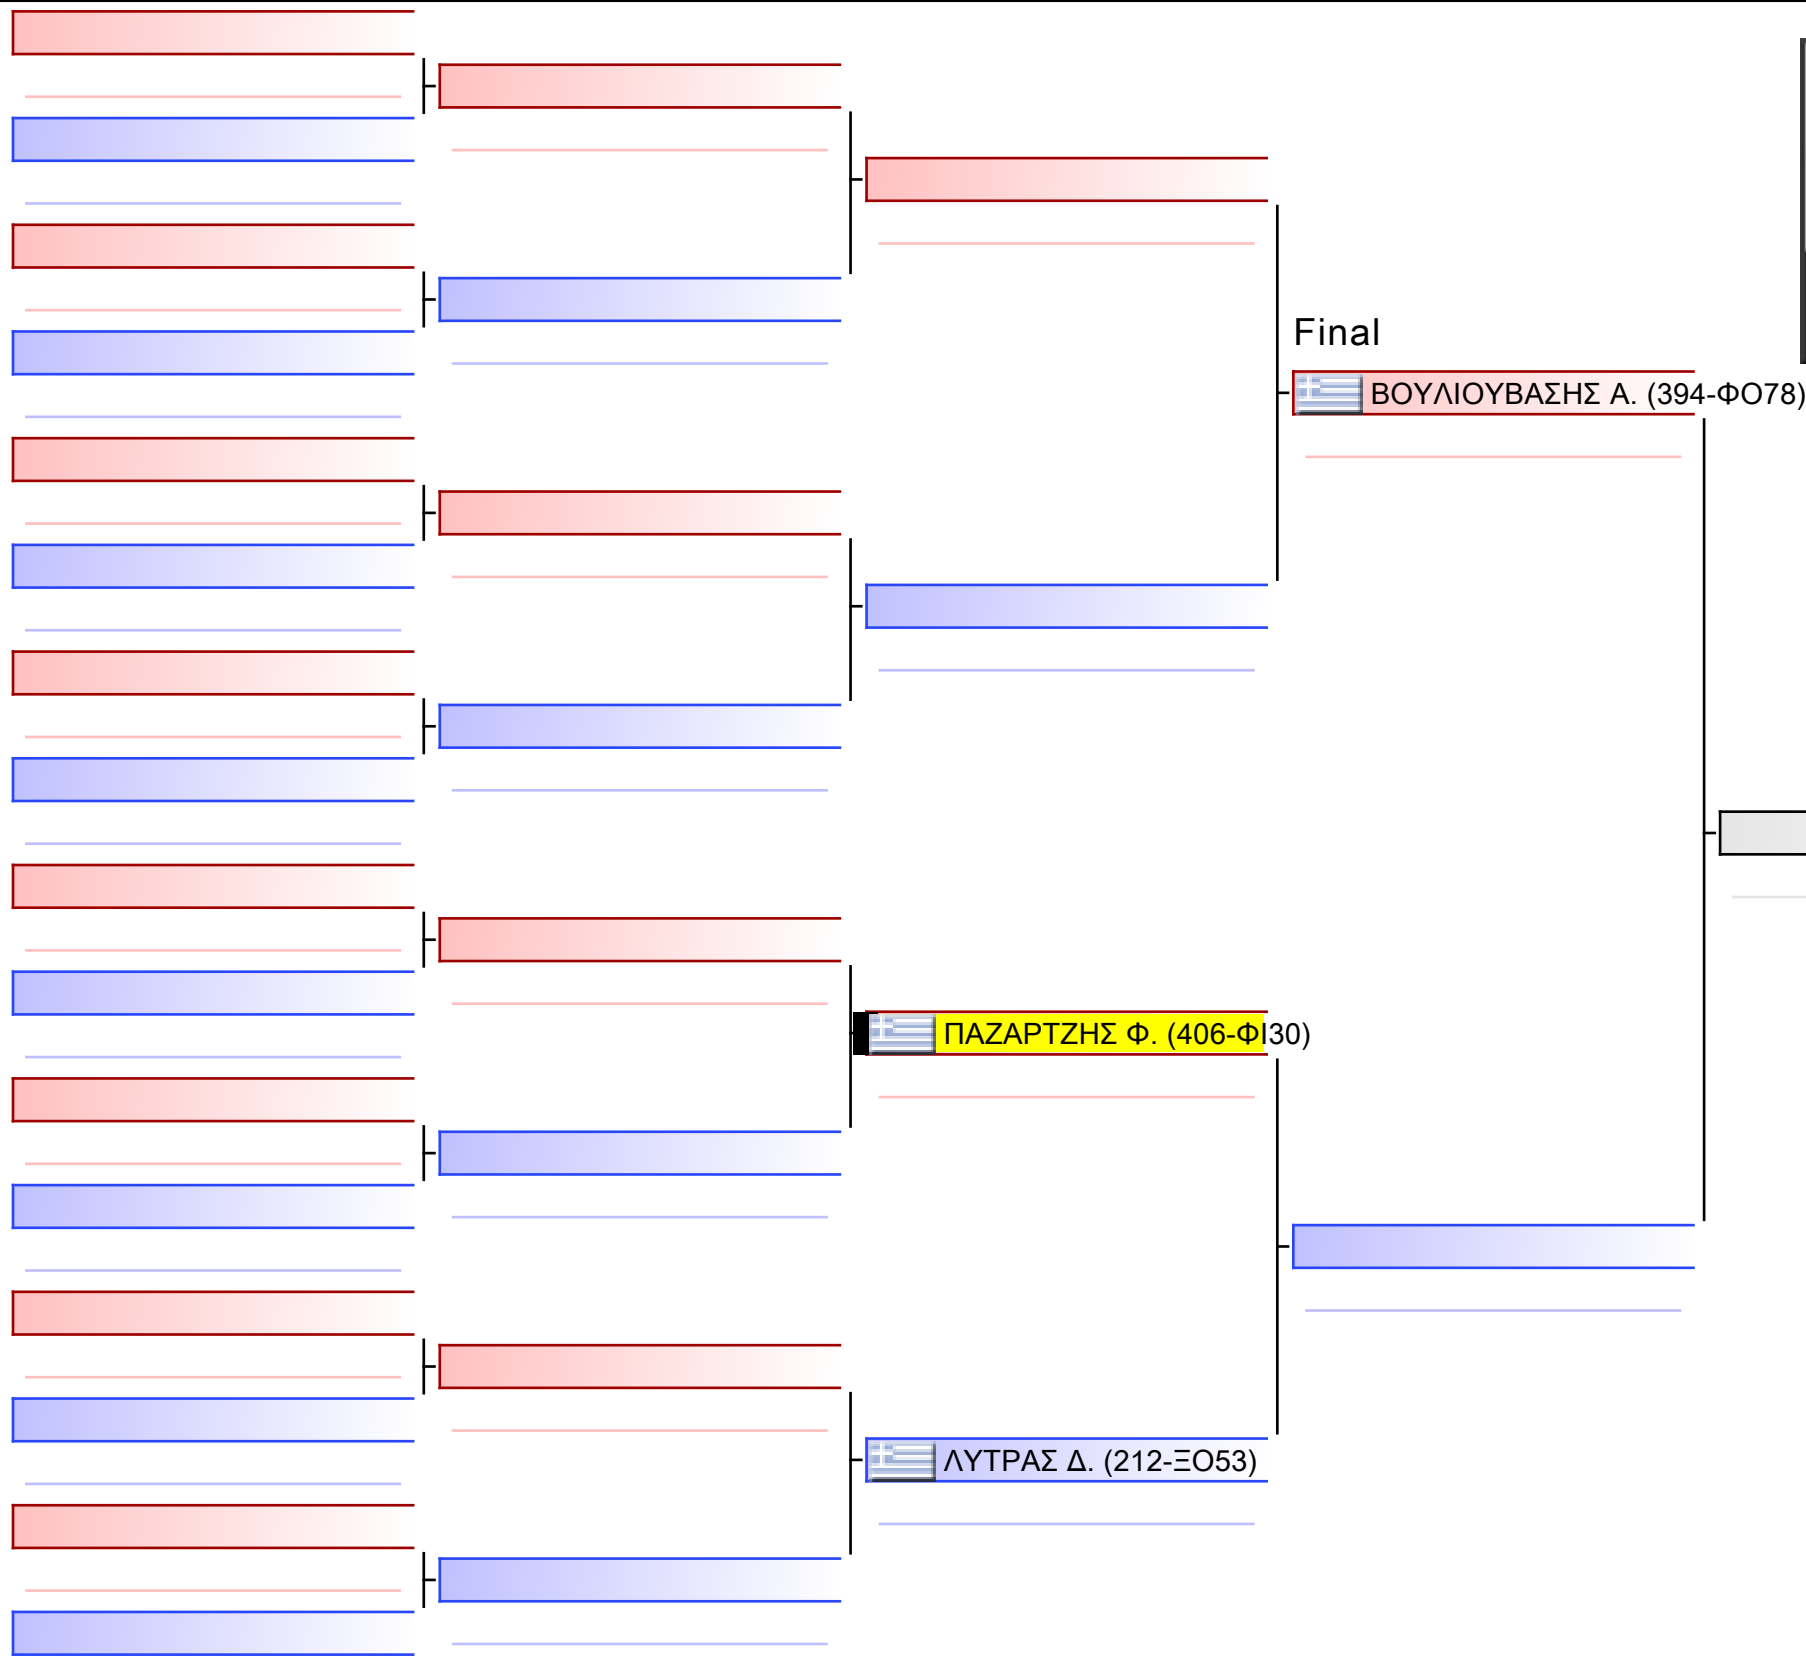 Final
ΒΟΥΛΙΟΥΒΑΣΗΣ Α. (394-ΦΟ78)
ΠΑΖΑΡΤΖΗΣ Φ. (406-ΦΙ30)
ΛΥΤΡΑΣ Δ. (212-ΞΟ53)